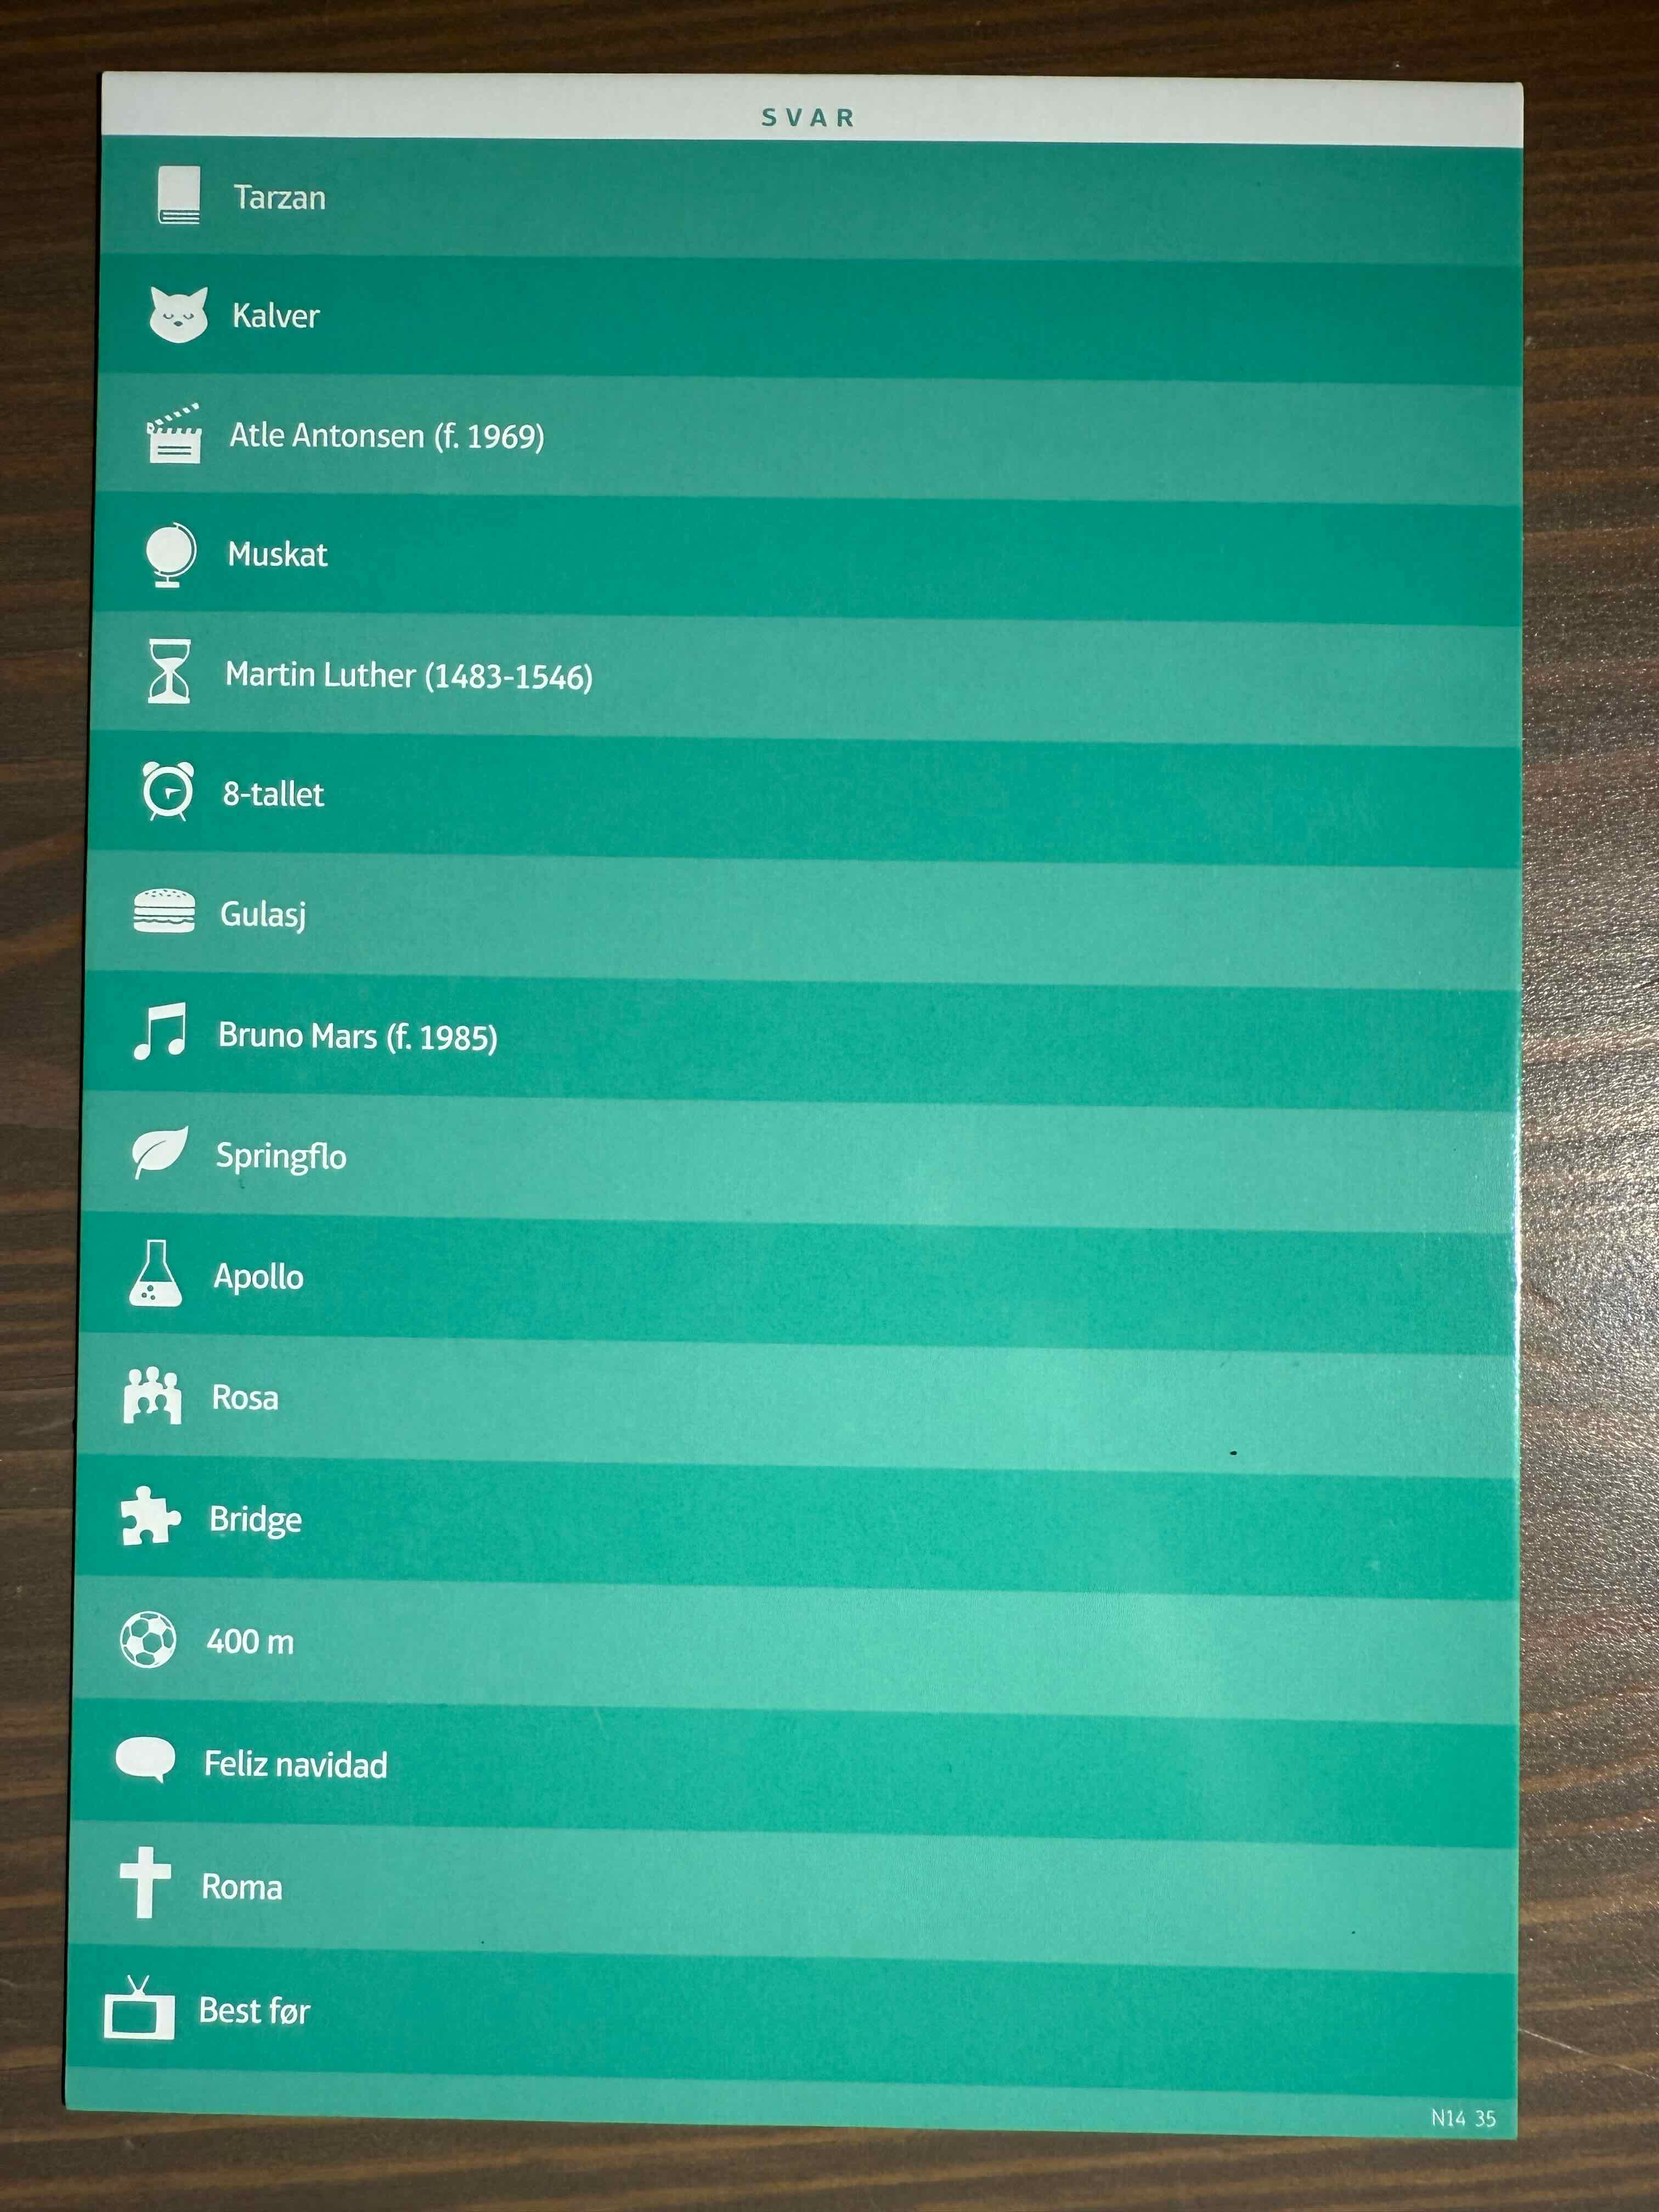 SVAR
Tarzan
Kalver
Atle Antonsen (f. 1969)
Muskat
Martin Luther (1483-1546)
8-tallet
Gulasj
Bruno Mars (f. 1985)
Springflo
Apollo
Rosa
Bridge
400 m
Feliz navidad
Roma
Best før
N14 35